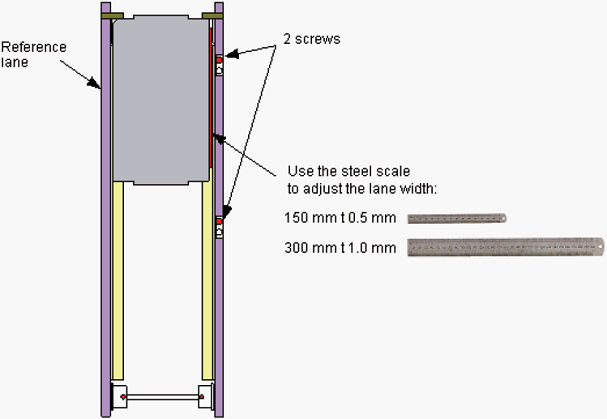 Reference
lane
2 screws
Use the steel scale
to adjust the lane width:
150 mm t 0.5 mm
300 mm t 1.0 mm